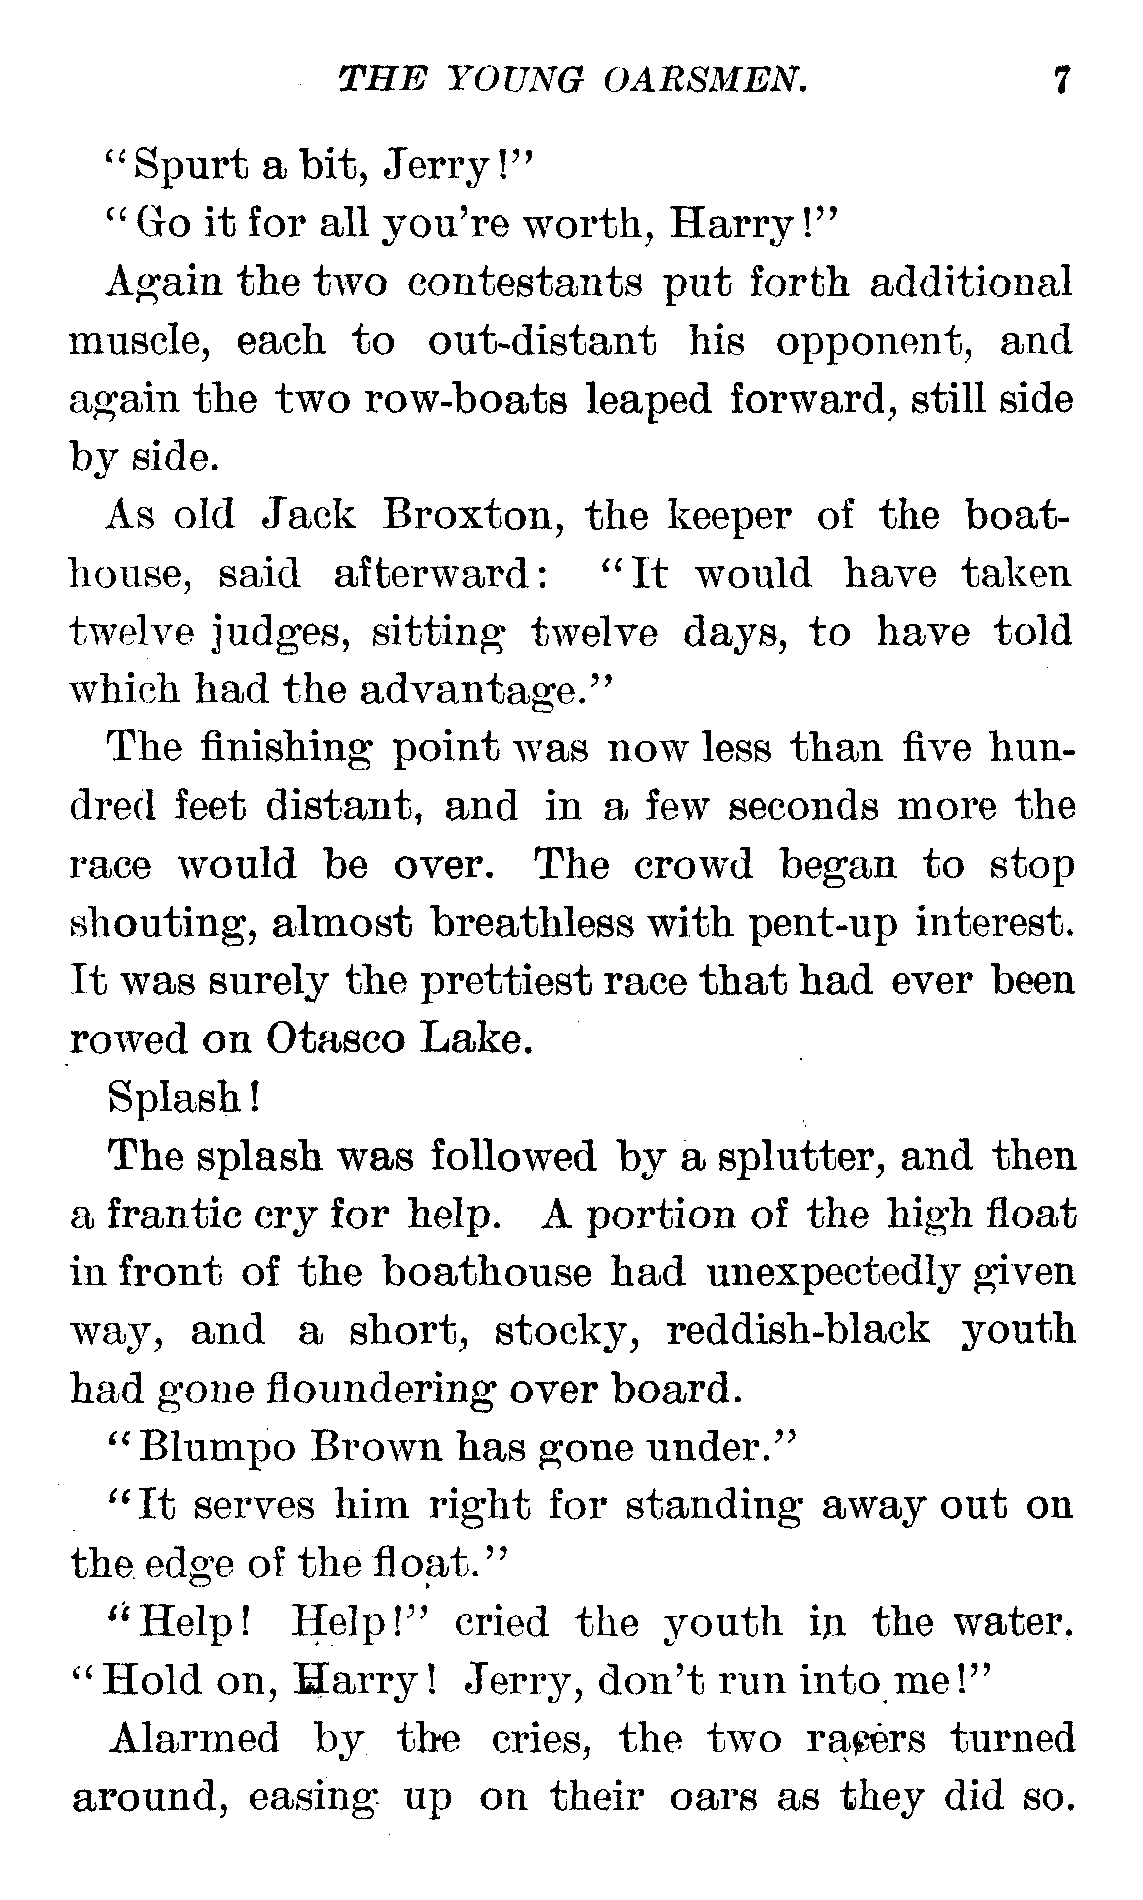 THE YOUNG OARSMEN. 7
"Spurt a bit, Jerry!"
"Go it for all you're worth, Harry!"
Again the two contestants put forth additional
muscle, each to out-distant his opponent, and
again the two row-boats leaped forward, still side
by side.
As old Jack Broxton, the keeper of the boat-
house, said afterward: "It would have taken
twelve judges, sitting twelve days, to have told
which had the advantage."
The finishing point was now less than five hun-
dred feet distant, and in a few seconds more the
race would be over. The crowd began to stop
shouting, almost breathless with pent-up interest.
It was surely the prettiest race that had ever been
rowed on Otasco Lake.
Splash!
The splash was followed by a splutter, and then
a frantic cry for help. A portion of the high float
in front of the boathouse had unexpectedly given
way, and a short, stocky, reddish-black youth
had gone floundering over board.
"Blumpo Brown has gone under."
"It serves him right for standing away out on
the edge of the float."
"Help! Help!" cried the youth in the water.
"Hold on, Harry! Jerry, don't run into me!"
Alarmed by the cries, the two racers turned
around, easing up on their oars as they did so.